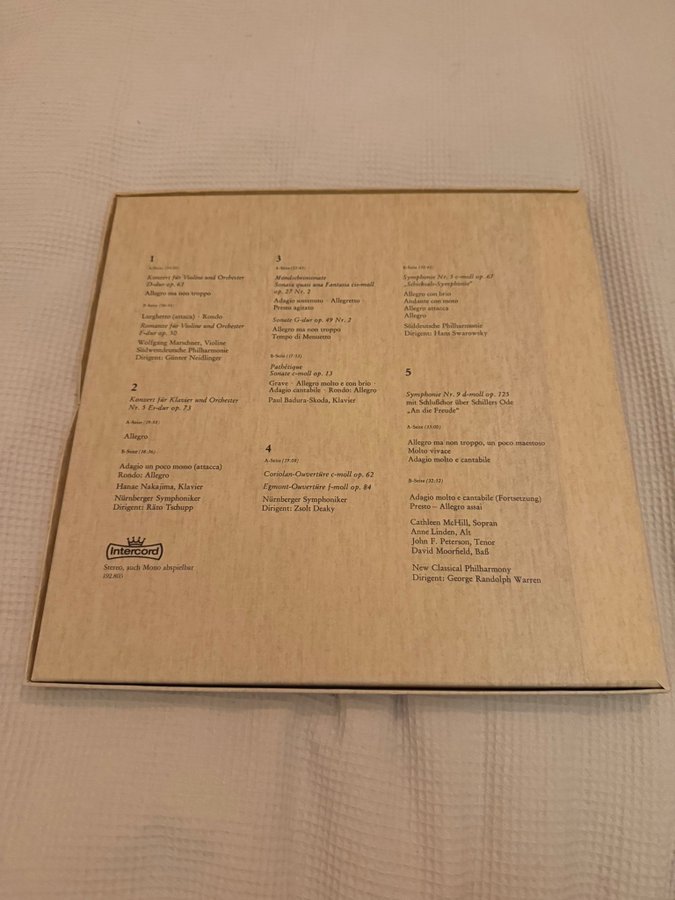 1
Konzert für Violine und Orchester
D-dur op. 61
Allegro ma non troppo
B-Seite
Larghetto (attaca) · Rondo
Romanze für Violine und Orchester
F-dur op. 50
Wolfgang Marschner, Violine
Südwestdeutsche Philharmonie
Dirigent: Günter Neidlinger
2
Konzert für Klavier und Orchester
Nr. 5 Es-dur op. 73
A-Seite
Allegro
B-Seite
Adagio un poco mono (attacca)
Rondo: Allegro
Hanae Nakajima, Klavier
Nürnberger Symphoniker
Dirigent: Räto Tschupp
Intercord
Stereo, auch Mono abspielbar
3
A-Seite
Mondscheinsonate
Sonata quasi una Fantasia cis-moll
op. 27 Nr. 2
Adagio sostenuto · Allegretto
Presto agitato
Sonate G-dur op. 49 Nr. 2
Allegro ma non troppo
Tempo di Menuetto
B-Seite
Pathétique
Sonate c-moll op. 13
Grave · Allegro molto e con brio ·
Adagio cantabile · Rondo: Allegro
Paul Badura-Skoda, Klavier
4
A-Seite
Coriolan-Ouvertüre c-moll op. 62
Egmont-Ouvertüre f-moll op. 84
Nürnberger Symphoniker
Dirigent: Zsolt Deaky
B-Seite
Symphonie Nr. 5 c-moll op. 67
„Schicksals-Symphonie“
Allegro con brio
Andante con moto
Allegro attacca
Allegro
Süddeutsche Philharmonie
Dirigent: Hans Swarowsky
5
Symphonie Nr. 9 d-moll op. 125
mit Schlußchor über Schillers Ode
„An die Freude“
A-Seite
Allegro ma non troppo, un poco maestoso
Molto vivace
Adagio molto e cantabile
B-Seite
Adagio molto e cantabile (Fortsetzung)
Presto – Allegro assai
Cathleen McHill, Sopran
Anne Linden, Alt
John F. Peterson, Tenor
David Moorfield, Baß
New Classical Philharmony
Dirigent: George Randolph Warren